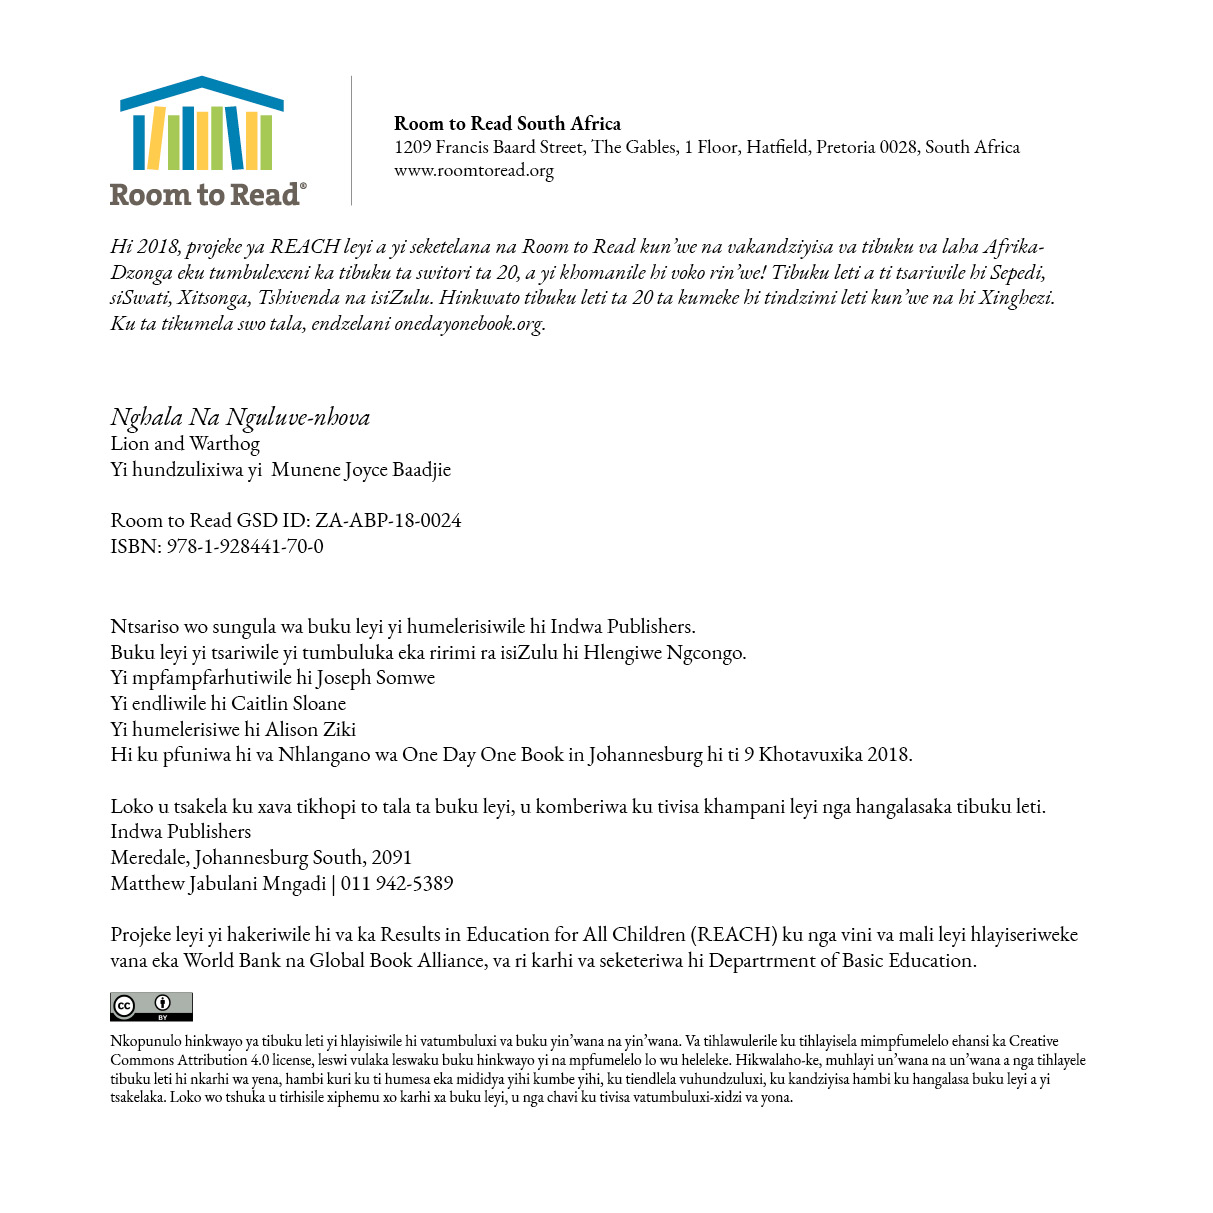 Room to Read®
Room to Read South Africa
1209 Francis Baard Street, The Gables, 1 Floor, Hatfield, Pretoria 0028, South Africa
www.roomtoread.org
Hi 2018, projeke ya REACH leyi a yi seketelana na Room to Read kun’we na vakandziyisa va tibuku va laha Afrika-
Dzonga eku tumbulexeni ka tibuku ta switori ta 20, a yi khomanile hi voko rin’we! Tibuku leti a ti tsariwile hi Sepedi,
siSwati, Xitsonga, Tshivenda na isiZulu. Hinkwato tibuku leti ta 20 ta kumeke hi tindzimi leti kun’we na hi Xinghezi.
Ku ta tikumela swo tala, endzelani onedayonebook.org.
Nghala Na Nguluve-nhova
Lion and Warthog
Yi hundzulixiwa yi  Munene Joyce Baadjie
Room to Read GSD ID: ZA-ABP-18-0024
ISBN: 978-1-928441-70-0
Ntsariso wo sungula wa buku leyi yi humelerisiwile hi Indwa Publishers.
Buku leyi yi tsariwile yi tumbuluka eka ririmi ra isiZulu hi Hlengiwe Ngcongo.
Yi mpfampfarhutiwile hi Joseph Somwe
Yi endliwile hi Caitlin Sloane
Yi humelerisiwe hi Alison Ziki
Hi ku pfuniwa hi va Nhlangano wa One Day One Book in Johannesburg hi ti 9 Khotavuxika 2018.
Loko u tsakela ku xava tikhopi to tala ta buku leyi, u komberiwa ku tivisa khampani leyi nga hangalasaka tibuku leti.
Indwa Publishers
Meredale, Johannesburg South, 2091
Matthew Jabulani Mngadi | 011 942-5389
Projeke leyi yi hakeriwile hi va ka Results in Education for All Children (REACH) ku nga vini va mali leyi hlayiseriweke
vana eka World Bank na Global Book Alliance, va ri karhi va seketeriwa hi Departrment of Basic Education.
cc BY
Nkopunulo hinkwayo ya tibuku leti yi hlayisiwile hi vatumbuluxi va buku yin’wana na yin’wana. Va tihlawulerile ku tihlayisela mimpfumelelo ehansi ka Creative
Commons Attribution 4.0 license, leswi vulaka leswaku buku hinkwayo yi na mpfumelelo lo wu heleleke. Hikwalaho-ke, muhlayi un’wana na un’wana a nga tihlayele
tibuku leti hi nkarhi wa yena, hambi kuri ku ti humesa eka mididya yihi kumbe yihi, ku tiendlela vuhundzuluxi, ku kandziyisa hambi ku hangalasa buku leyi a yi
tsakelaka. Loko wo tshuka u tirhisile xiphemu xo karhi xa buku leyi, u nga chavi ku tivisa vatumbuluxi-xidzi va yona.